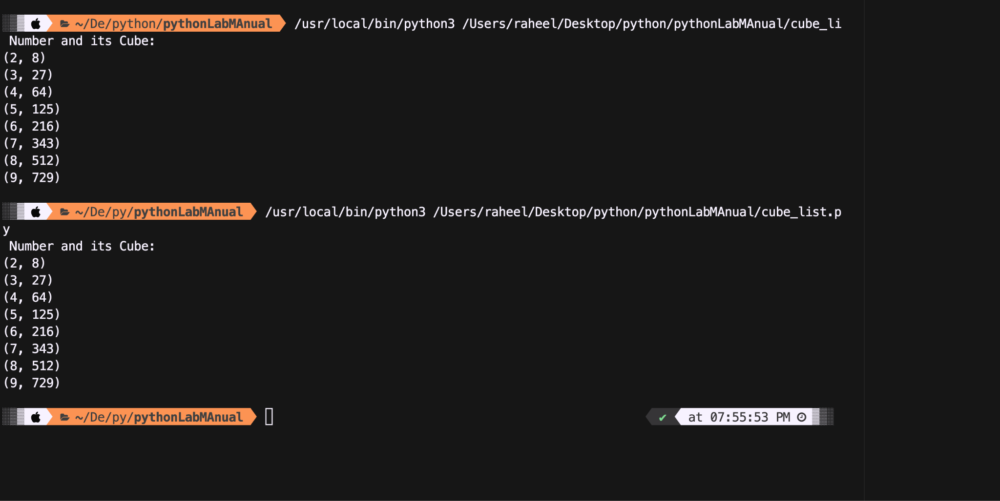 ~/De/python/pythonLabMAnual /usr/local/bin/python3 /Users/raheel/Desktop/python/pythonLabMAnual/cube_li
Number and its Cube:
(2, 8)
(3, 27)
(4, 64)
(5, 125)
(6, 216)
(7, 343)
(8, 512)
(9, 729)
~/De/py/pythonLabMAnual /usr/local/bin/python3 /Users/raheel/Desktop/python/pythonLabMAnual/cube_list.p
y
Number and its Cube:
(2, 8)
(3, 27)
(4, 64)
(5, 125)
(6, 216)
(7, 343)
(8, 512)
(9, 729)
~/De/py/pythonLabMAnual ✔ at 07:55:53 PM